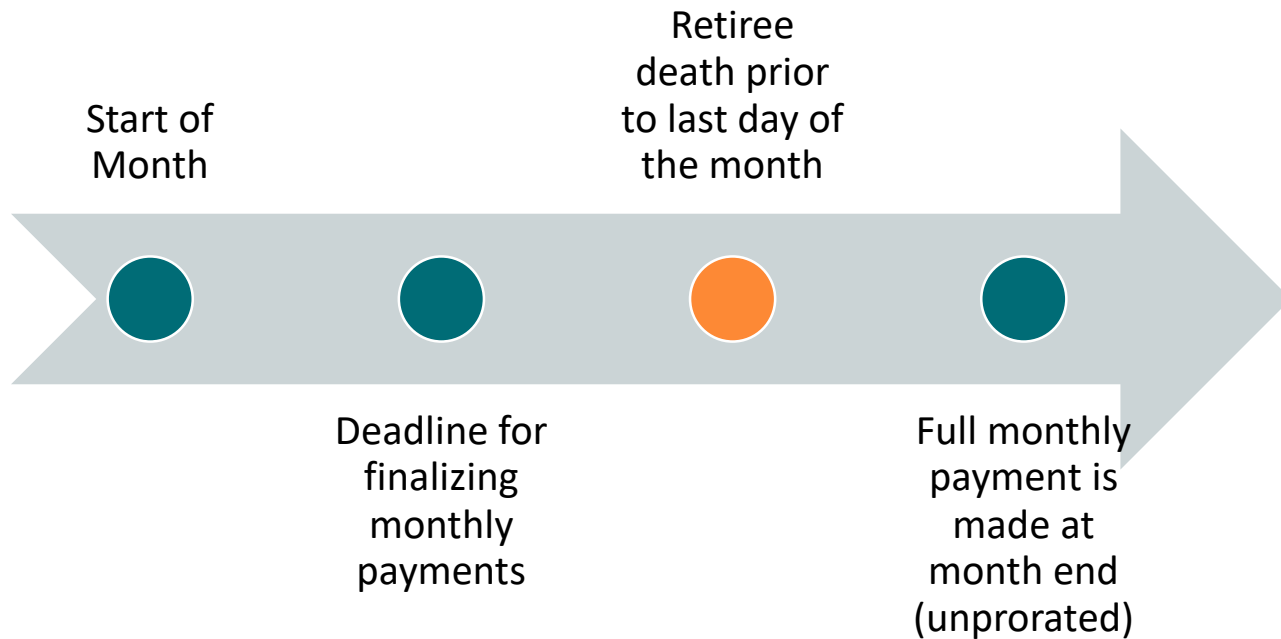 Start of
Month
Deadline for
finalizing
monthly
payments
Retiree
death prior
to last day of
the month
Full monthly
payment is
made at
month end
(unprorated)